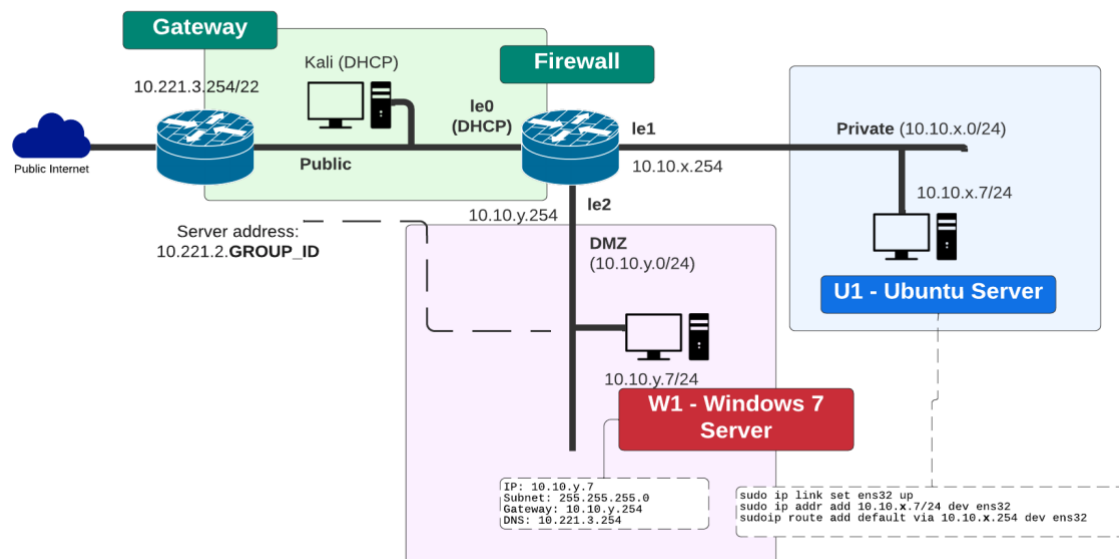 Gateway
10.221.3.254/22
Public Internet
Kali (DHCP)
Public
le0
(DHCP)
Firewall
le1
10.10.x.254
Private (10.10.x.0/24)
10.10.x.7/24
U1 - Ubuntu Server
10.10.y.254
le2
Server address:
10.221.2.GROUP_ID
DMZ
(10.10.y.0/24)
10.10.y.7/24
W1 - Windows 7
Server
IP: 10.10.y.7
Subnet: 255.255.255.0
Gateway: 10.10.y.254
DNS: 10.221.3.254
sudo ip link set ens32 up
sudo ip addr add 10.10.x.7/24 dev ens32
sudoip route add default via 10.10.x.254 dev ens32